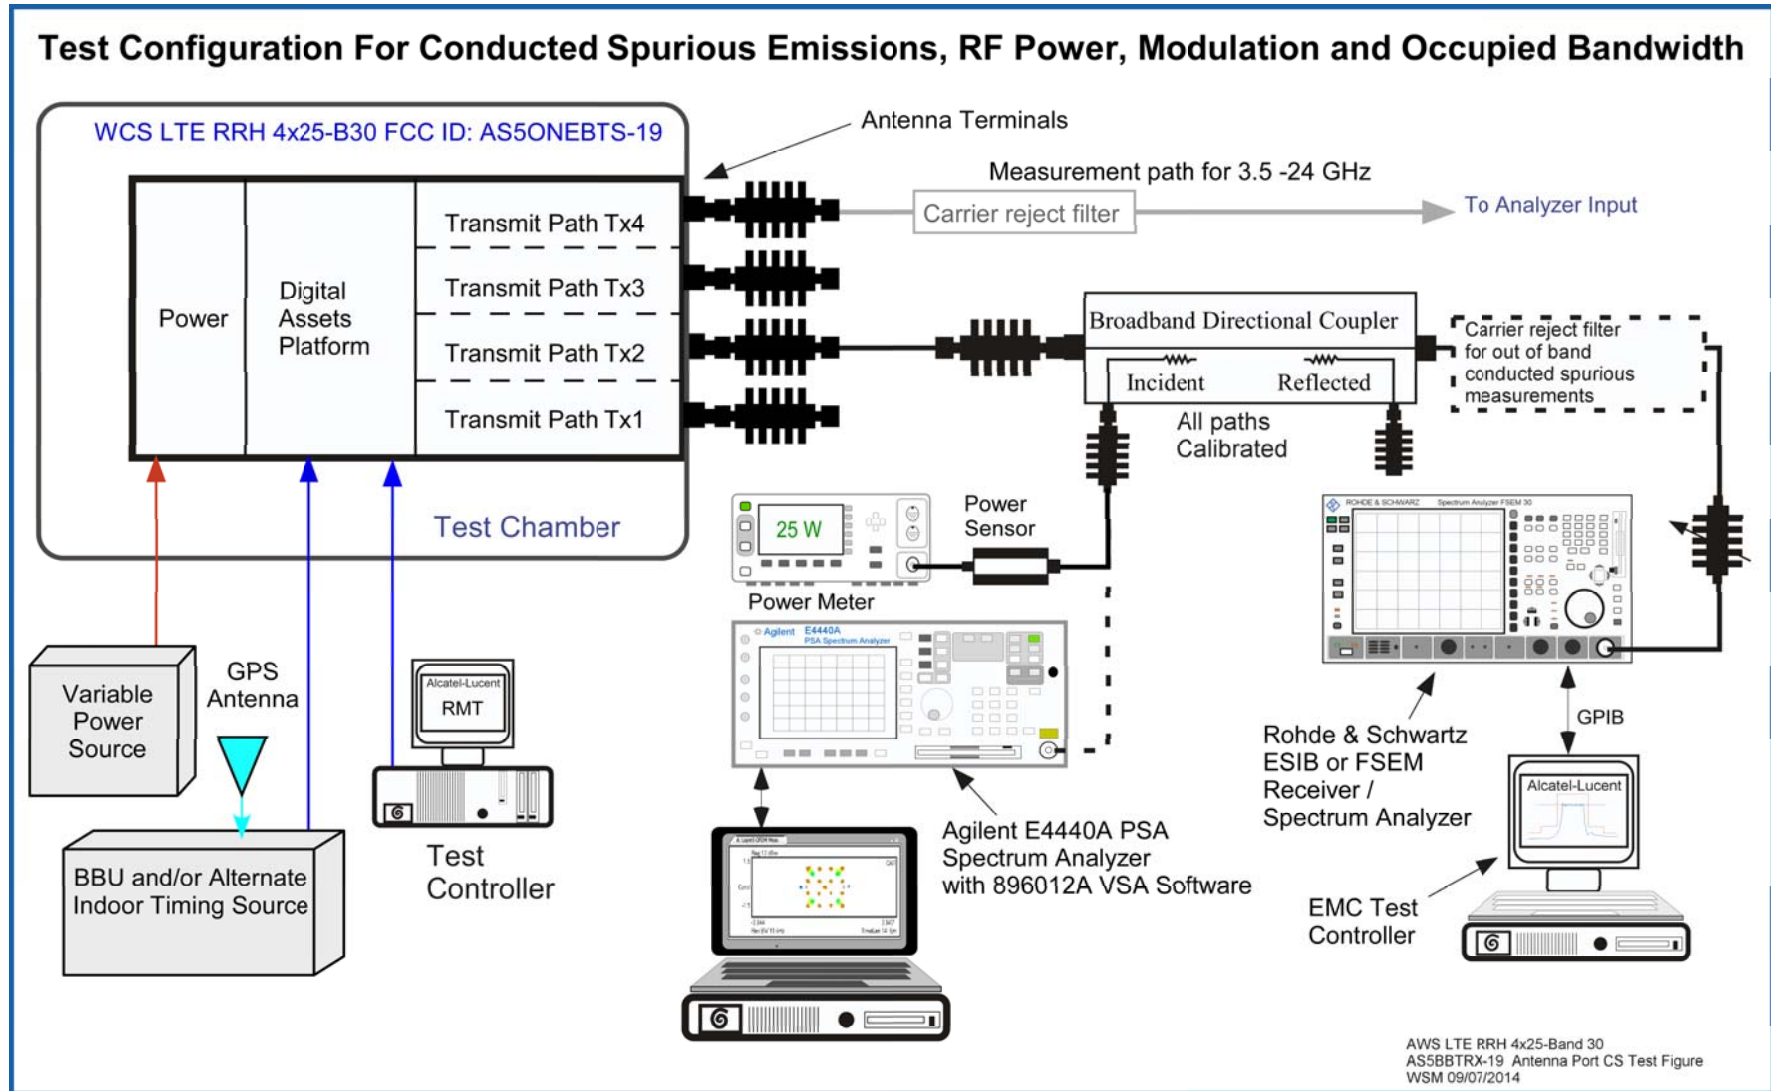 Test Configuration For Conducted Spurious Emissions, RF Power, Modulation and Occupied Bandwidth
WCS LTE RRH 4x25-B30 FCC ID: AS5ONEBTS-19
Antenna Terminals
Measurement path for 3.5 -24 GHz
Carrier reject filter
To Analyzer Input
Transmit Path Tx4
Transmit Path Tx3
Transmit Path Tx2
Transmit Path Tx1
Power
Digital
Assets
Platform
Test Chamber
Broadband Directional Coupler
Incident
Reflected
All paths
Calibrated
Carrier reject filter
for out of band
conducted spurious
measurements
25 W
Power Meter
Power
Sensor
ROHDE & SCHWARZ Spectrum Analyzer FSEM 30
Agilent E4440A
PSA Spectrum Analyzer
Variable
Power
Source
GPS
Antenna
Alcatel-Lucent
RMT
Test
Controller
BBU and/or Alternate
Indoor Timing Source
Agilent E4440A PSA
Spectrum Analyzer
with 896012A VSA Software
Rohde & Schwartz
ESIB or FSEM
Receiver /
Spectrum Analyzer
GPIB
Alcatel-Lucent
EMC Test
Controller
AWS LTE RRH 4x25-Band 30
AS5BBTRX-19 Antenna Port CS Test Figure
WSM 09/07/2014